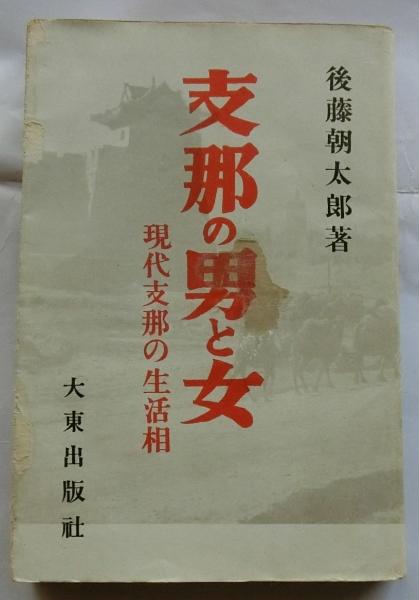 後藤朝太郎著
支那の男と女
現代支那の生活相
大東出版社